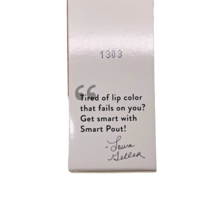 1303
“
Tired of lip color
that fails on you?
Get smart with
Smart Pout!
-Laura
Geller